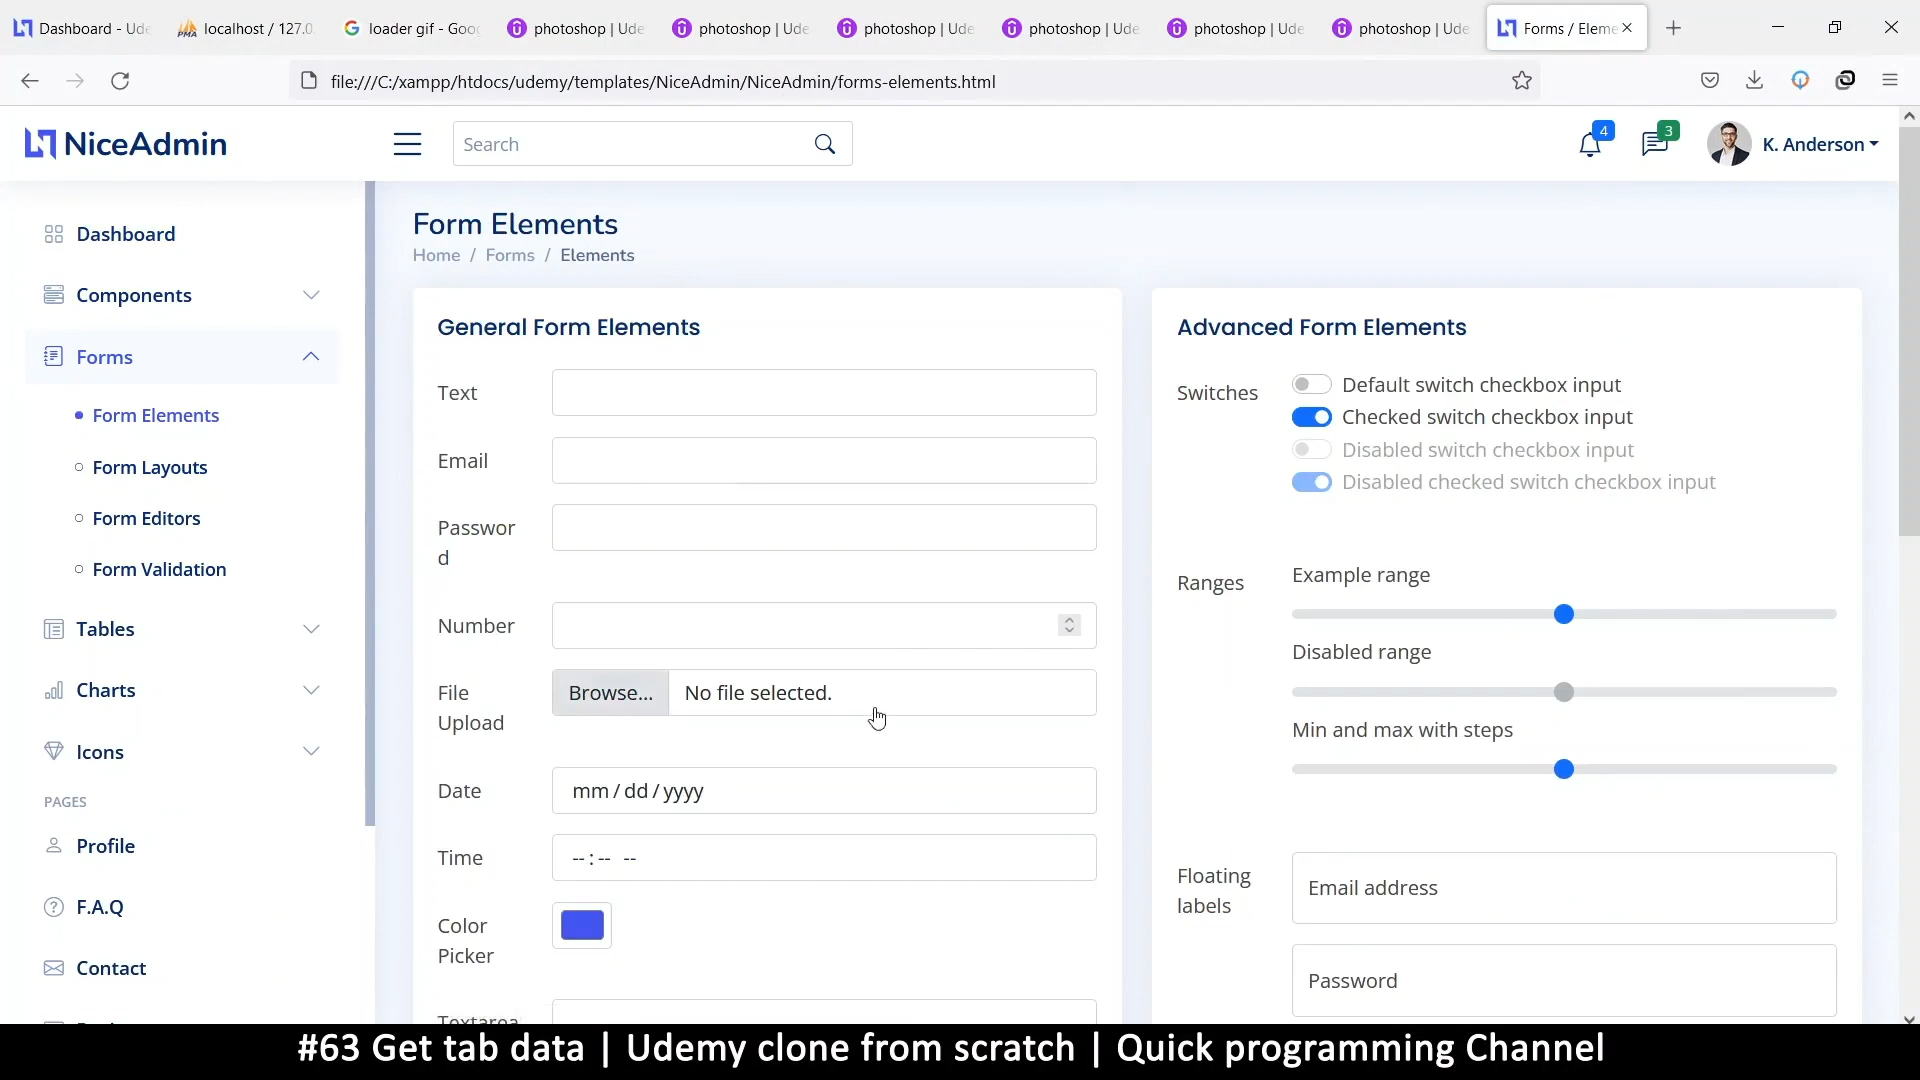 Dashboard - Ude
localhost / 127.0.
loader gif - Goog
photoshop | Ude
photoshop | Ude
photoshop | Ude
photoshop | Ude
photoshop | Ude
photoshop | Ude
Forms / Eleme
file:///C:/xampp/htdocs/udemy/templates/NiceAdmin/NiceAdmin/forms-elements.html
NiceAdmin
Search
4
3
K. Anderson
Dashboard
Components
Forms
Form Elements
Form Layouts
Form Editors
Form Validation
Tables
Charts
Icons
PAGES
Profile
F.A.Q
Contact
Form Elements
Home / Forms / Elements
General Form Elements
Text
Email
Passwor
d
Number
File
Upload
Browse... No file selected.
Date
mm / dd / yyyy
Time
-- : -- --
Color
Picker
Textarea
Advanced Form Elements
Switches
Default switch checkbox input
Checked switch checkbox input
Disabled switch checkbox input
Disabled checked switch checkbox input
Ranges
Example range
Disabled range
Min and max with steps
Floating
labels
Email address
Password
#63 Get tab data | Udemy clone from scratch | Quick programming Channel